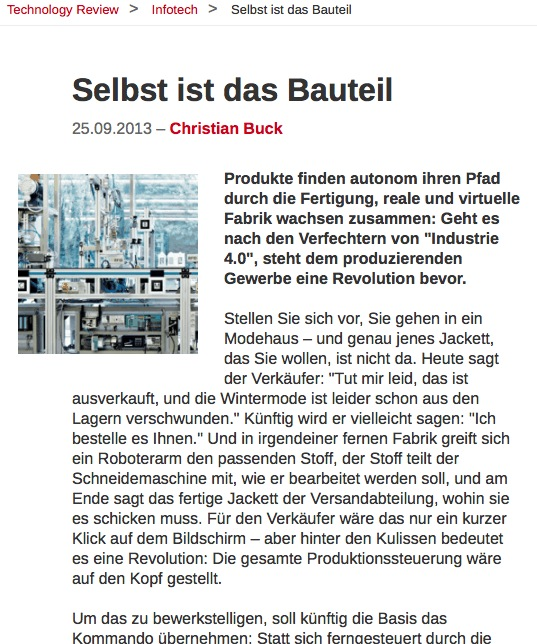 Technology Review > Infotech > Selbst ist das Bauteil
Selbst ist das Bauteil
25.09.2013 – Christian Buck
Produkte finden autonom ihren Pfad
durch die Fertigung, reale und virtuelle
Fabrik wachsen zusammen: Geht es
nach den Verfechtern von "Industrie
4.0", steht dem produzierenden
Gewerbe eine Revolution bevor.
Stellen Sie sich vor, Sie gehen in ein
Modehaus – und genau jenes Jackett,
das Sie wollen, ist nicht da. Heute sagt
der Verkäufer: "Tut mir leid, das ist
ausverkauft, und die Wintermode ist leider schon aus den
Lagern verschwunden." Künftig wird er vielleicht sagen: "Ich
bestelle es Ihnen." Und in irgendeiner fernen Fabrik greift sich
ein Roboterarm den passenden Stoff, der Stoff teilt der
Schneidemaschine mit, wie er bearbeitet werden soll, und am
Ende sagt das fertige Jackett der Versandabteilung, wohin sie
es schicken muss. Für den Verkäufer wäre das nur ein kurzer
Klick auf dem Bildschirm – aber hinter den Kulissen bedeutet
es eine Revolution: Die gesamte Produktionssteuerung wäre
auf den Kopf gestellt.
Um das zu bewerkstelligen, soll künftig die Basis das
Kommando übernehmen: Statt sich ferngesteuert durch die